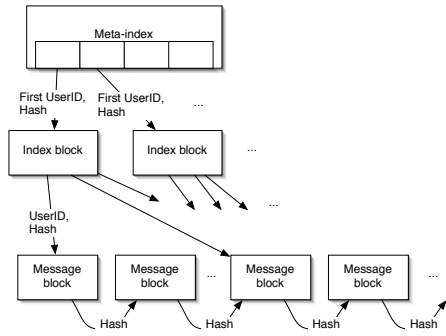 Meta-index
First UserID,
Hash
First UserID,
Hash
...
Index block
Index block
...
UserID,
Hash
...
Message
block
Message
block
...
Message
block
Message
block
...
Hash
Hash
Hash
Hash